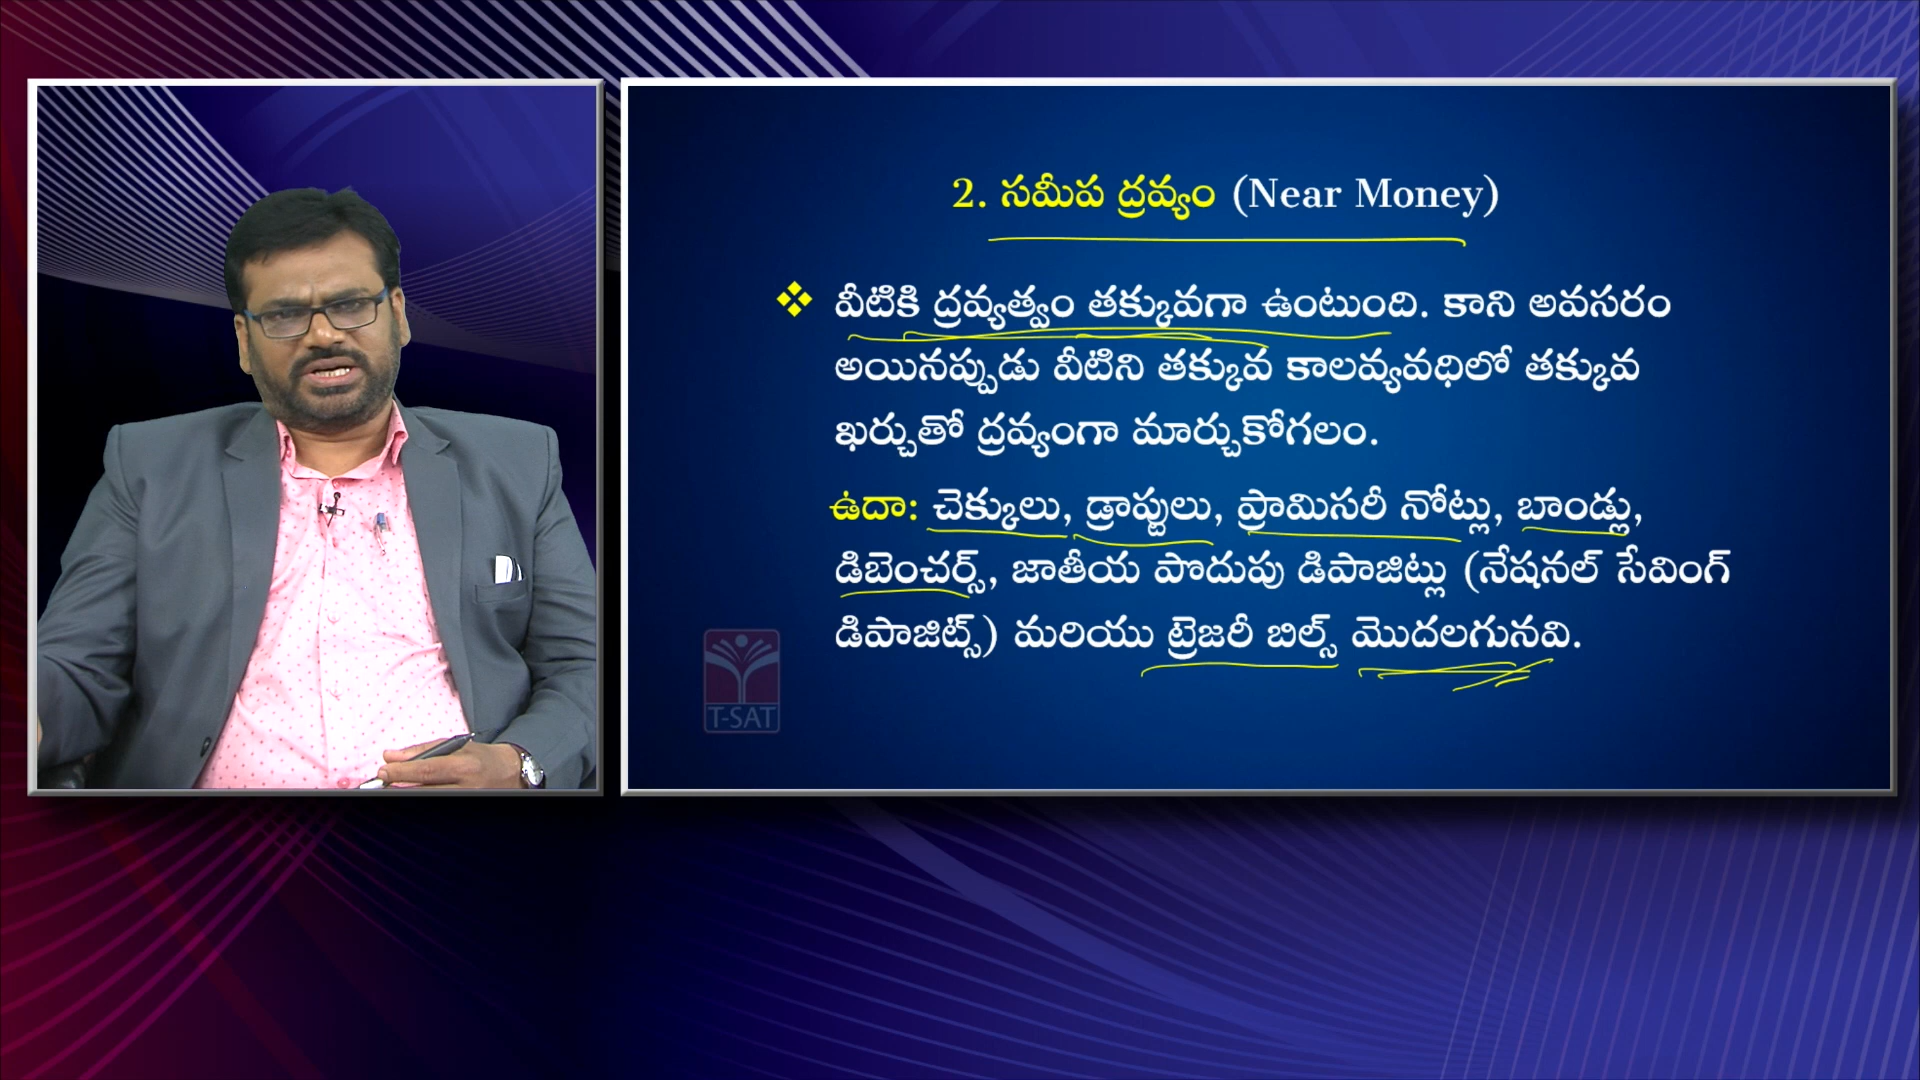 2. సమీప ద్రవ్యం (Near Money)
వీటికి ద్రవ్యత్వం తక్కువగా ఉంటుంది. కాని అవసరం
అయినప్పుడు వీటిని తక్కువ కాలవ్యవధిలో తక్కువ
ఖర్చుతో ద్రవ్యంగా మార్చుకోగలం.
ఉదా: చెక్కులు, డ్రాఫ్టులు, ప్రామిసరీ నోట్లు, బాండ్లు,
డిబెంచర్స్, జాతీయ పొదుపు డిపాజిట్లు (నేషనల్ సేవింగ్
డిపాజిట్స్) మరియు ట్రెజరీ బిల్స్ మొదలగునవి.
T-SAT